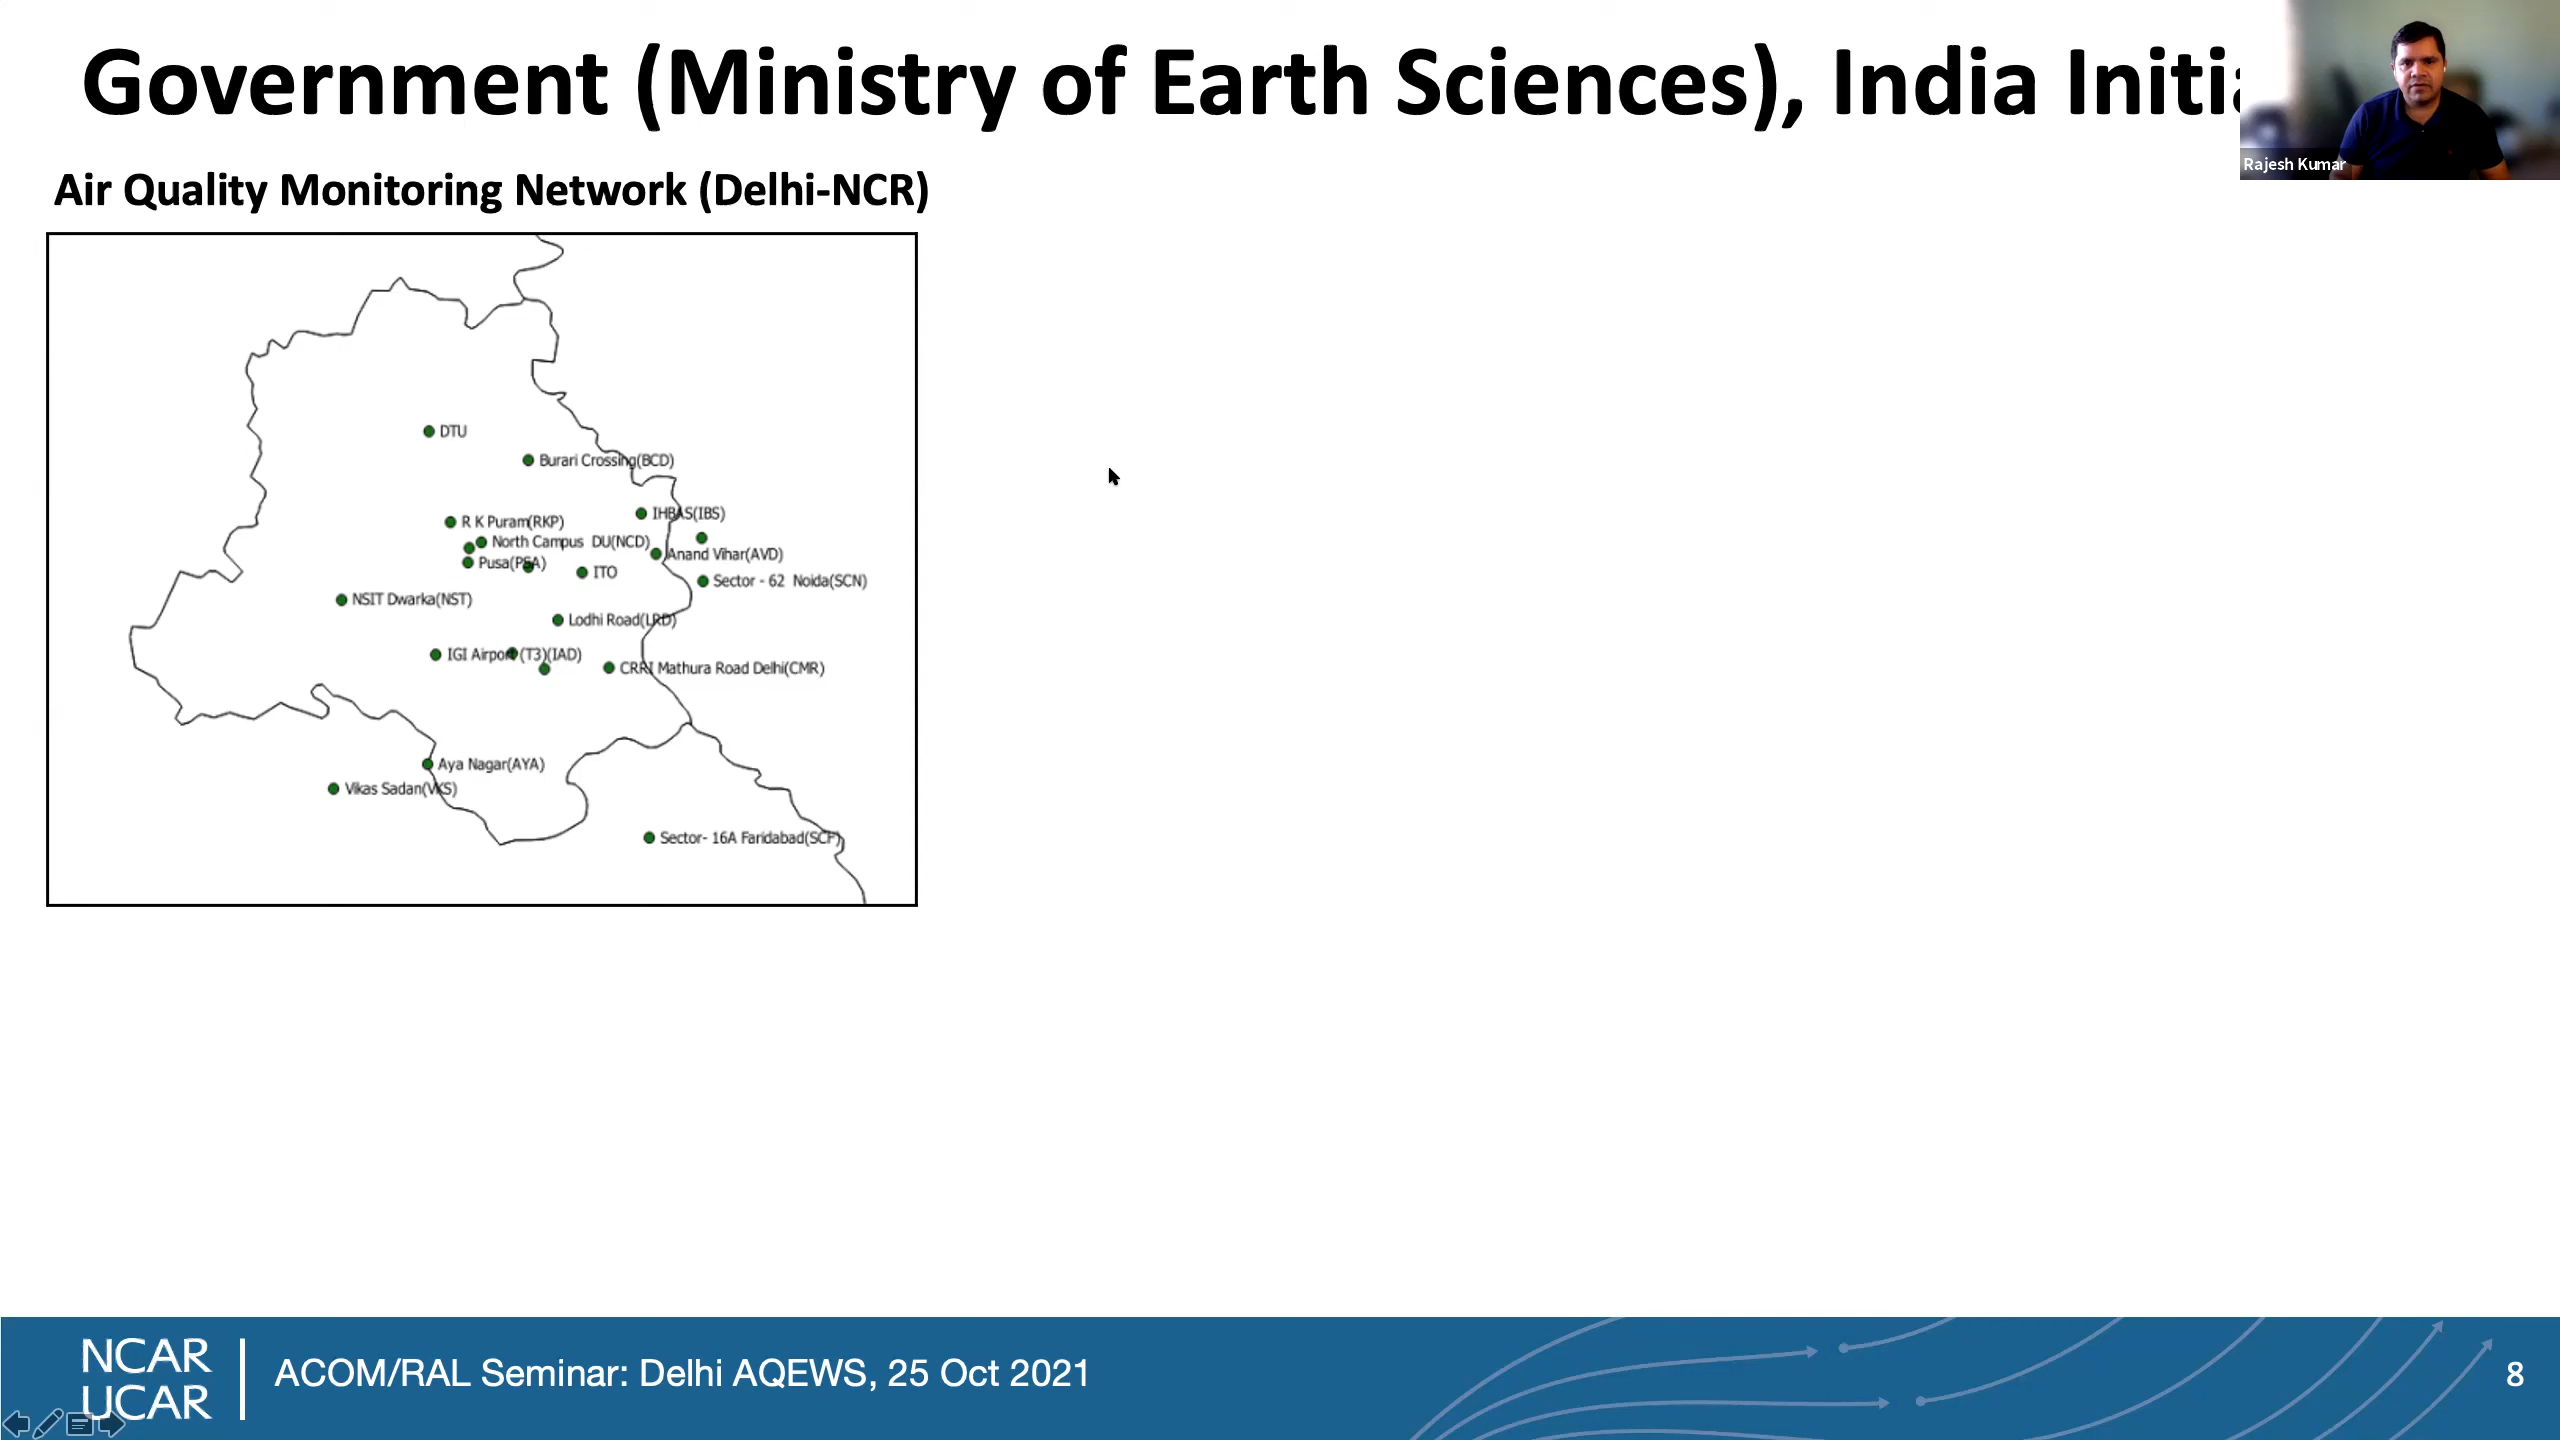 Government (Ministry of Earth Sciences), India Initia
Rajesh Kumar
Air Quality Monitoring Network (Delhi-NCR)
DTU
Burari Crossing(BCD)
R K Puram(RKP)
IHBAS(IBS)
North Campus DU(NCD)
Anand Vihar(AVD)
Pusa(PSA)
ITO
Sector - 62 Noida(SCN)
NSIT Dwarka(NST)
Lodhi Road(LRD)
IGI Airport (T3)(IAD)
CRRI Mathura Road Delhi(CMR)
Aya Nagar(AYA)
Vikas Sadan(VKS)
Sector- 16A Faridabad(SCF)
NCAR
UCAR
ACOM/RAL Seminar: Delhi AQEWS, 25 Oct 2021
8